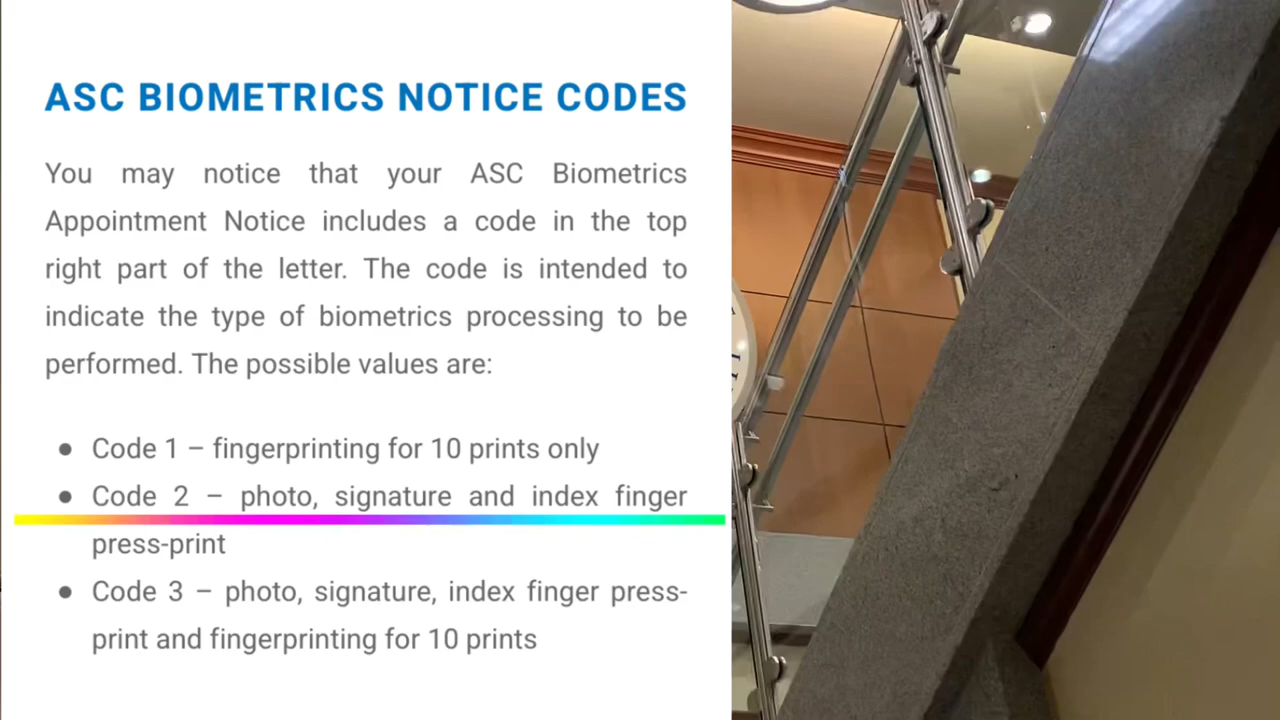 ASC BIOMETRICS NOTICE CODES
You may notice that your ASC Biometrics
Appointment Notice includes a code in the top
right part of the letter. The code is intended to
indicate the type of biometrics processing to be
performed. The possible values are:
● Code 1 – fingerprinting for 10 prints only
● Code 2 – photo, signature and index finger
press-print
● Code 3 – photo, signature, index finger press-
print and fingerprinting for 10 prints